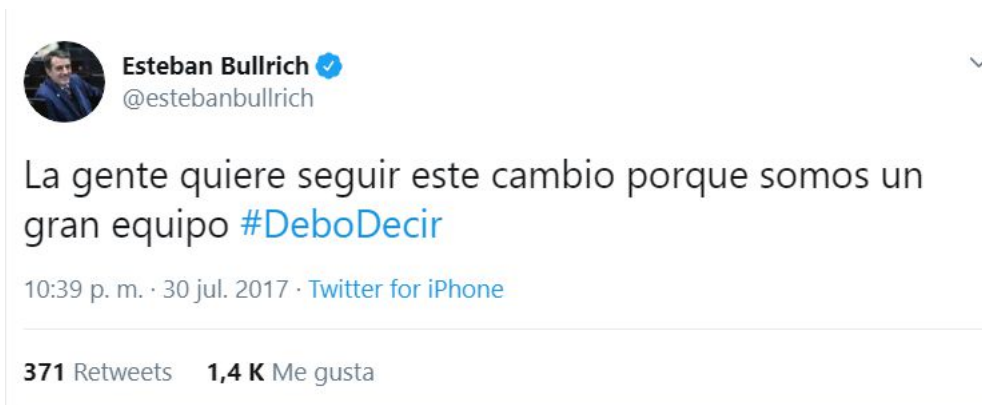 Esteban Bullrich
@estebanbullrich
La gente quiere seguir este cambio porque somos un
gran equipo #DeboDecir
10:39 p. m. · 30 jul. 2017 · Twitter for iPhone
371 Retweets 1,4 K Me gusta